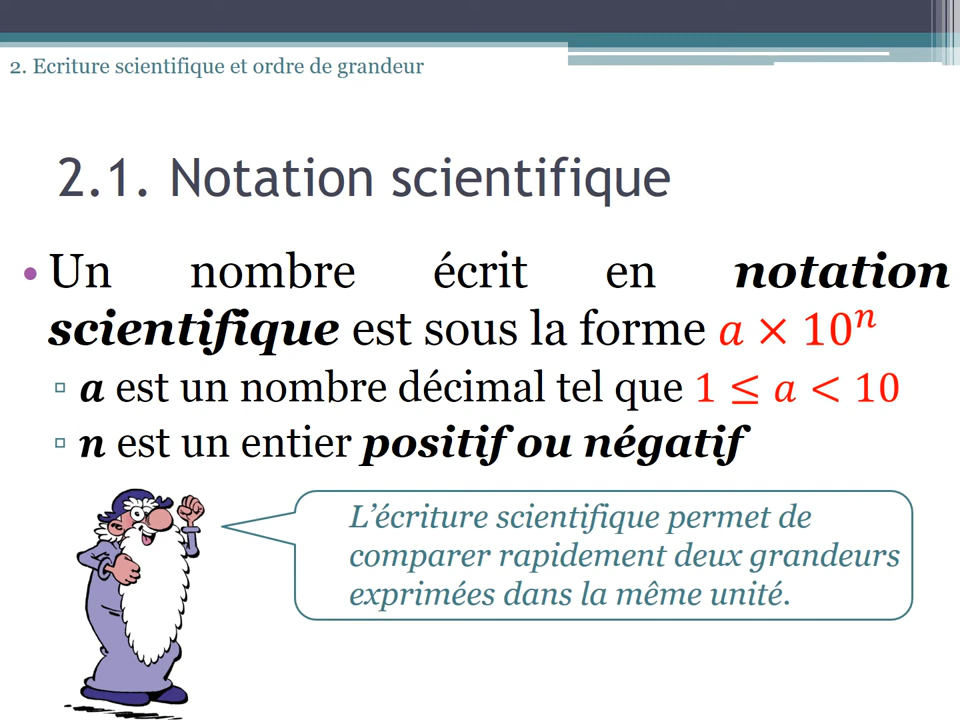 2. Ecriture scientifique et ordre de grandeur
2.1. Notation scientifique
• Un nombre écrit en notation
scientifique est sous la forme a × 10ⁿ
▫ a est un nombre décimal tel que 1 ≤ a < 10
▫ n est un entier positif ou négatif
L’écriture scientifique permet de
comparer rapidement deux grandeurs
exprimées dans la même unité.